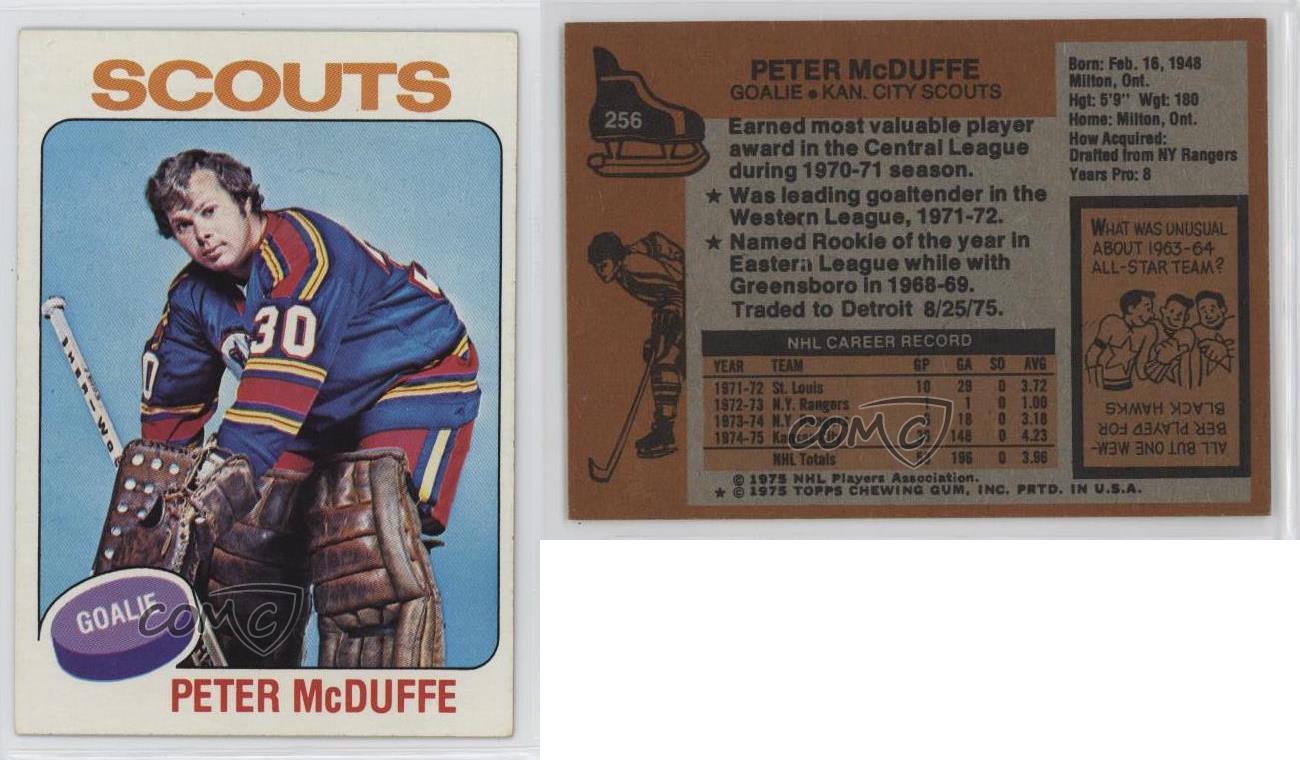 SCOUTS
30
30
SHER-WO
GOALIE
COMC
PETER McDUFFE
256
PETER McDUFFE
GOALIE • KAN. CITY SCOUTS
Earned most valuable player
award in the Central League
during 1970-71 season.
★ Was leading goaltender in the
Western League, 1971-72.
★ Named Rookie of the year in
Eastern League while with
Greensboro in 1968-69.
Traded to Detroit 8/25/75.
Born: Feb. 16, 1948
Milton, Ont.
Hgt: 5'9" Wgt: 180
Home: Milton, Ont.
How Acquired:
Drafted from NY Rangers
Years Pro: 8
WHAT WAS UNUSUAL
ABOUT 1963-64
ALL-STAR TEAM?
ALL BUT ONE MEM-
BER PLAYED FOR
BLACK HAWKS
NHL CAREER RECORD
YEAR TEAM GP GA SO AVG
1971-72 St. Louis 10 29 0 3.72
1972-73 N.Y. Rangers 1 1 0 1.00
1973-74 N.Y. 18 0 3.18
1974-75 148 0 4.23
NHL Totals 196 0 3.96
COMC
© 1975 NHL Players Association.
★ © 1975 TOPPS CHEWING GUM, INC. PRTD. IN U.S.A.